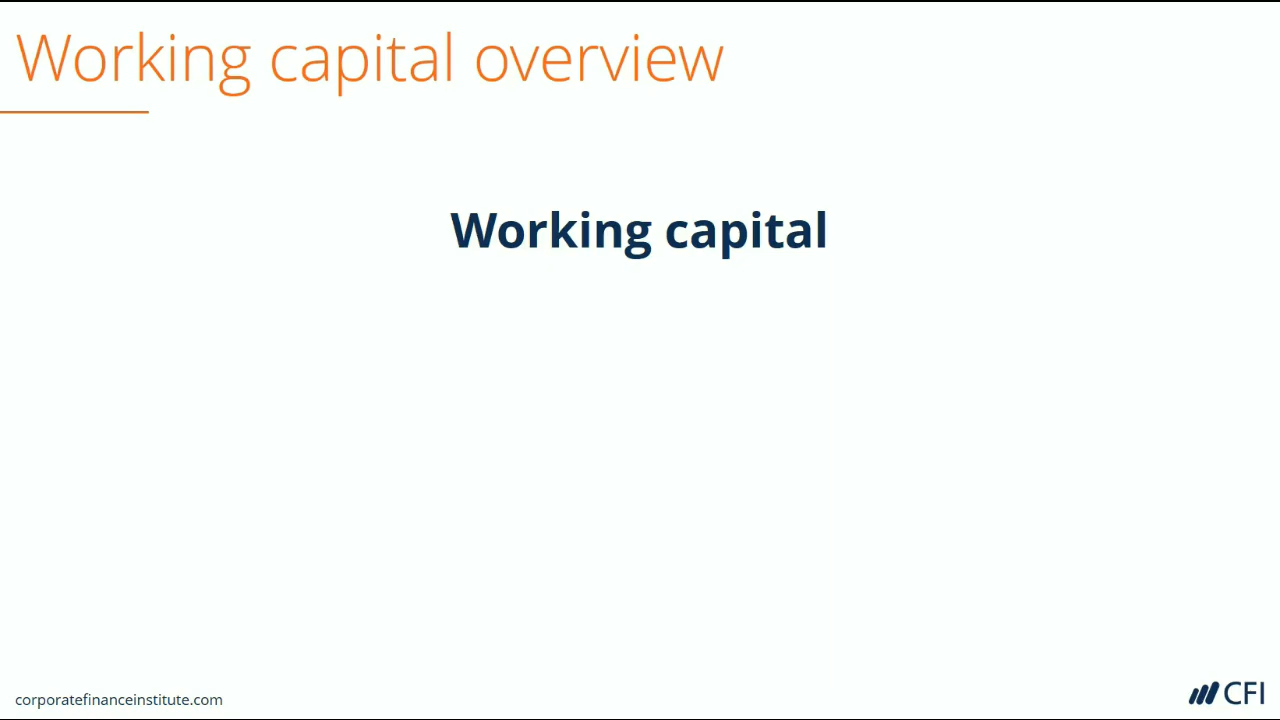 Working capital overview
Working capital
corporatefinanceinstitute.com
CFI